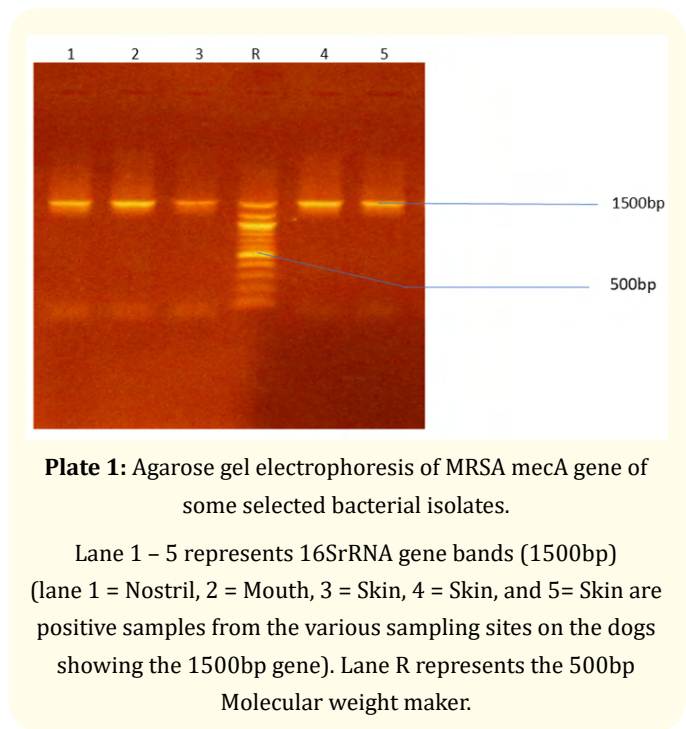 1 2 3 R 4 5
1500bp
500bp
Plate 1: Agarose gel electrophoresis of MRSA mecA gene of
some selected bacterial isolates.
Lane 1 – 5 represents 16SrRNA gene bands (1500bp)
(lane 1 = Nostril, 2 = Mouth, 3 = Skin, 4 = Skin, and 5= Skin are
positive samples from the various sampling sites on the dogs
showing the 1500bp gene). Lane R represents the 500bp
Molecular weight maker.